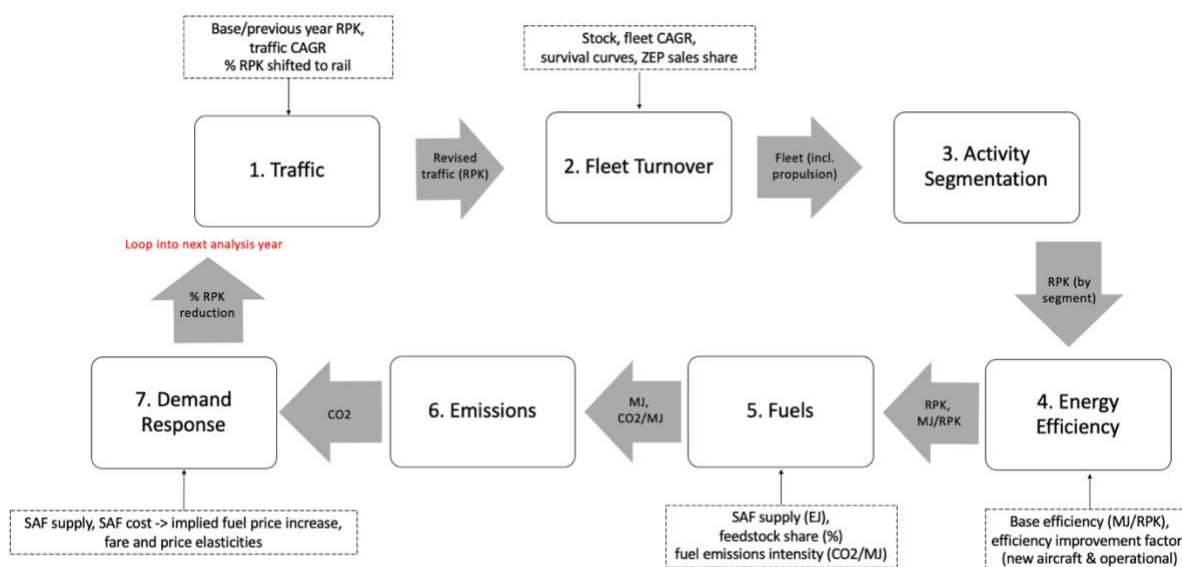 Base/previous year RPK,
traffic CAGR
% RPK shifted to rail
Stock, fleet CAGR,
survival curves, ZEP sales share
1. Traffic
Revised
traffic (RPK)
2. Fleet Turnover
Fleet (incl.
propulsion)
3. Activity
Segmentation
Loop into next analysis year
% RPK
reduction
RPK (by
segment)
7. Demand
Response
CO2
6. Emissions
MJ,
CO2/MJ
5. Fuels
RPK,
MJ/RPK
4. Energy
Efficiency
SAF supply, SAF cost -> implied fuel price increase,
fare and price elasticities
SAF supply (EJ),
feedstock share (%)
fuel emissions intensity (CO2/MJ)
Base efficiency (MJ/RPK),
efficiency improvement factor
(new aircraft & operational)